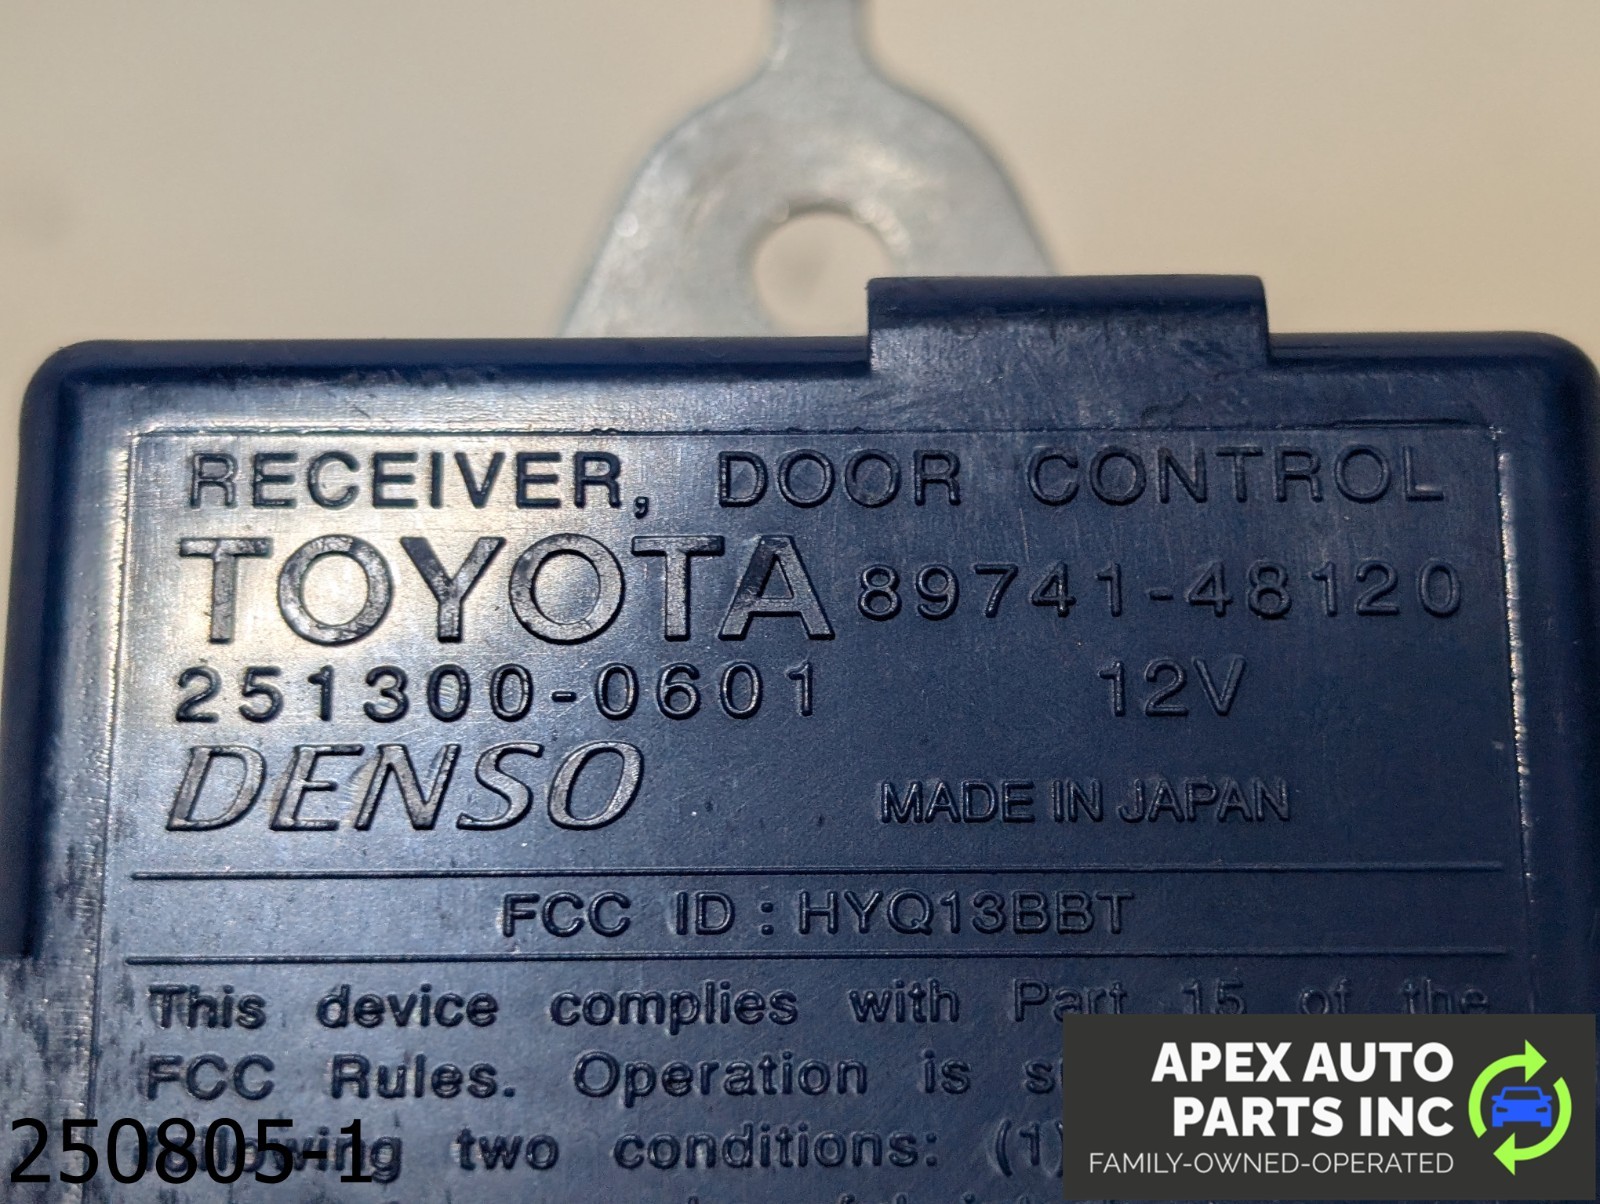 RECEIVER, DOOR CONTROL
TOYOTA 89741-48120
251300-0601 12V
DENSO MADE IN JAPAN
FCC ID : HYQ13BBT
This device complies with Part 15 of the
FCC Rules. Operation is
two conditions: (1)
250805-1
APEX AUTO
PARTS INC
FAMILY-OWNED-OPERATED